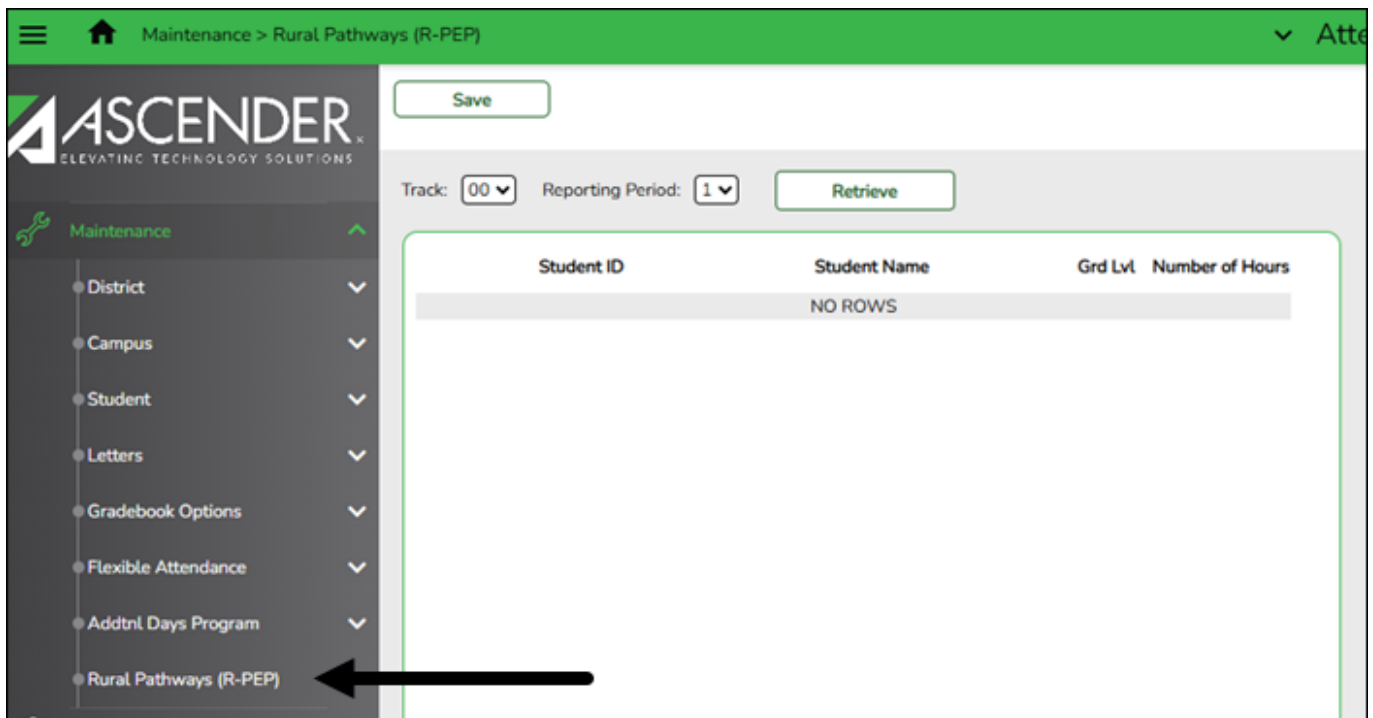 Maintenance > Rural Pathways (R-PEP)
Atte
ASCENDER
ELEVATING TECHNOLOGY SOLUTIONS
Save
Track: 00 Reporting Period: 1 Retrieve
Maintenance
Student ID Student Name Grd Lvl Number of Hours
NO ROWS
District
Campus
Student
Letters
Gradebook Options
Flexible Attendance
Addtnl Days Program
Rural Pathways (R-PEP)